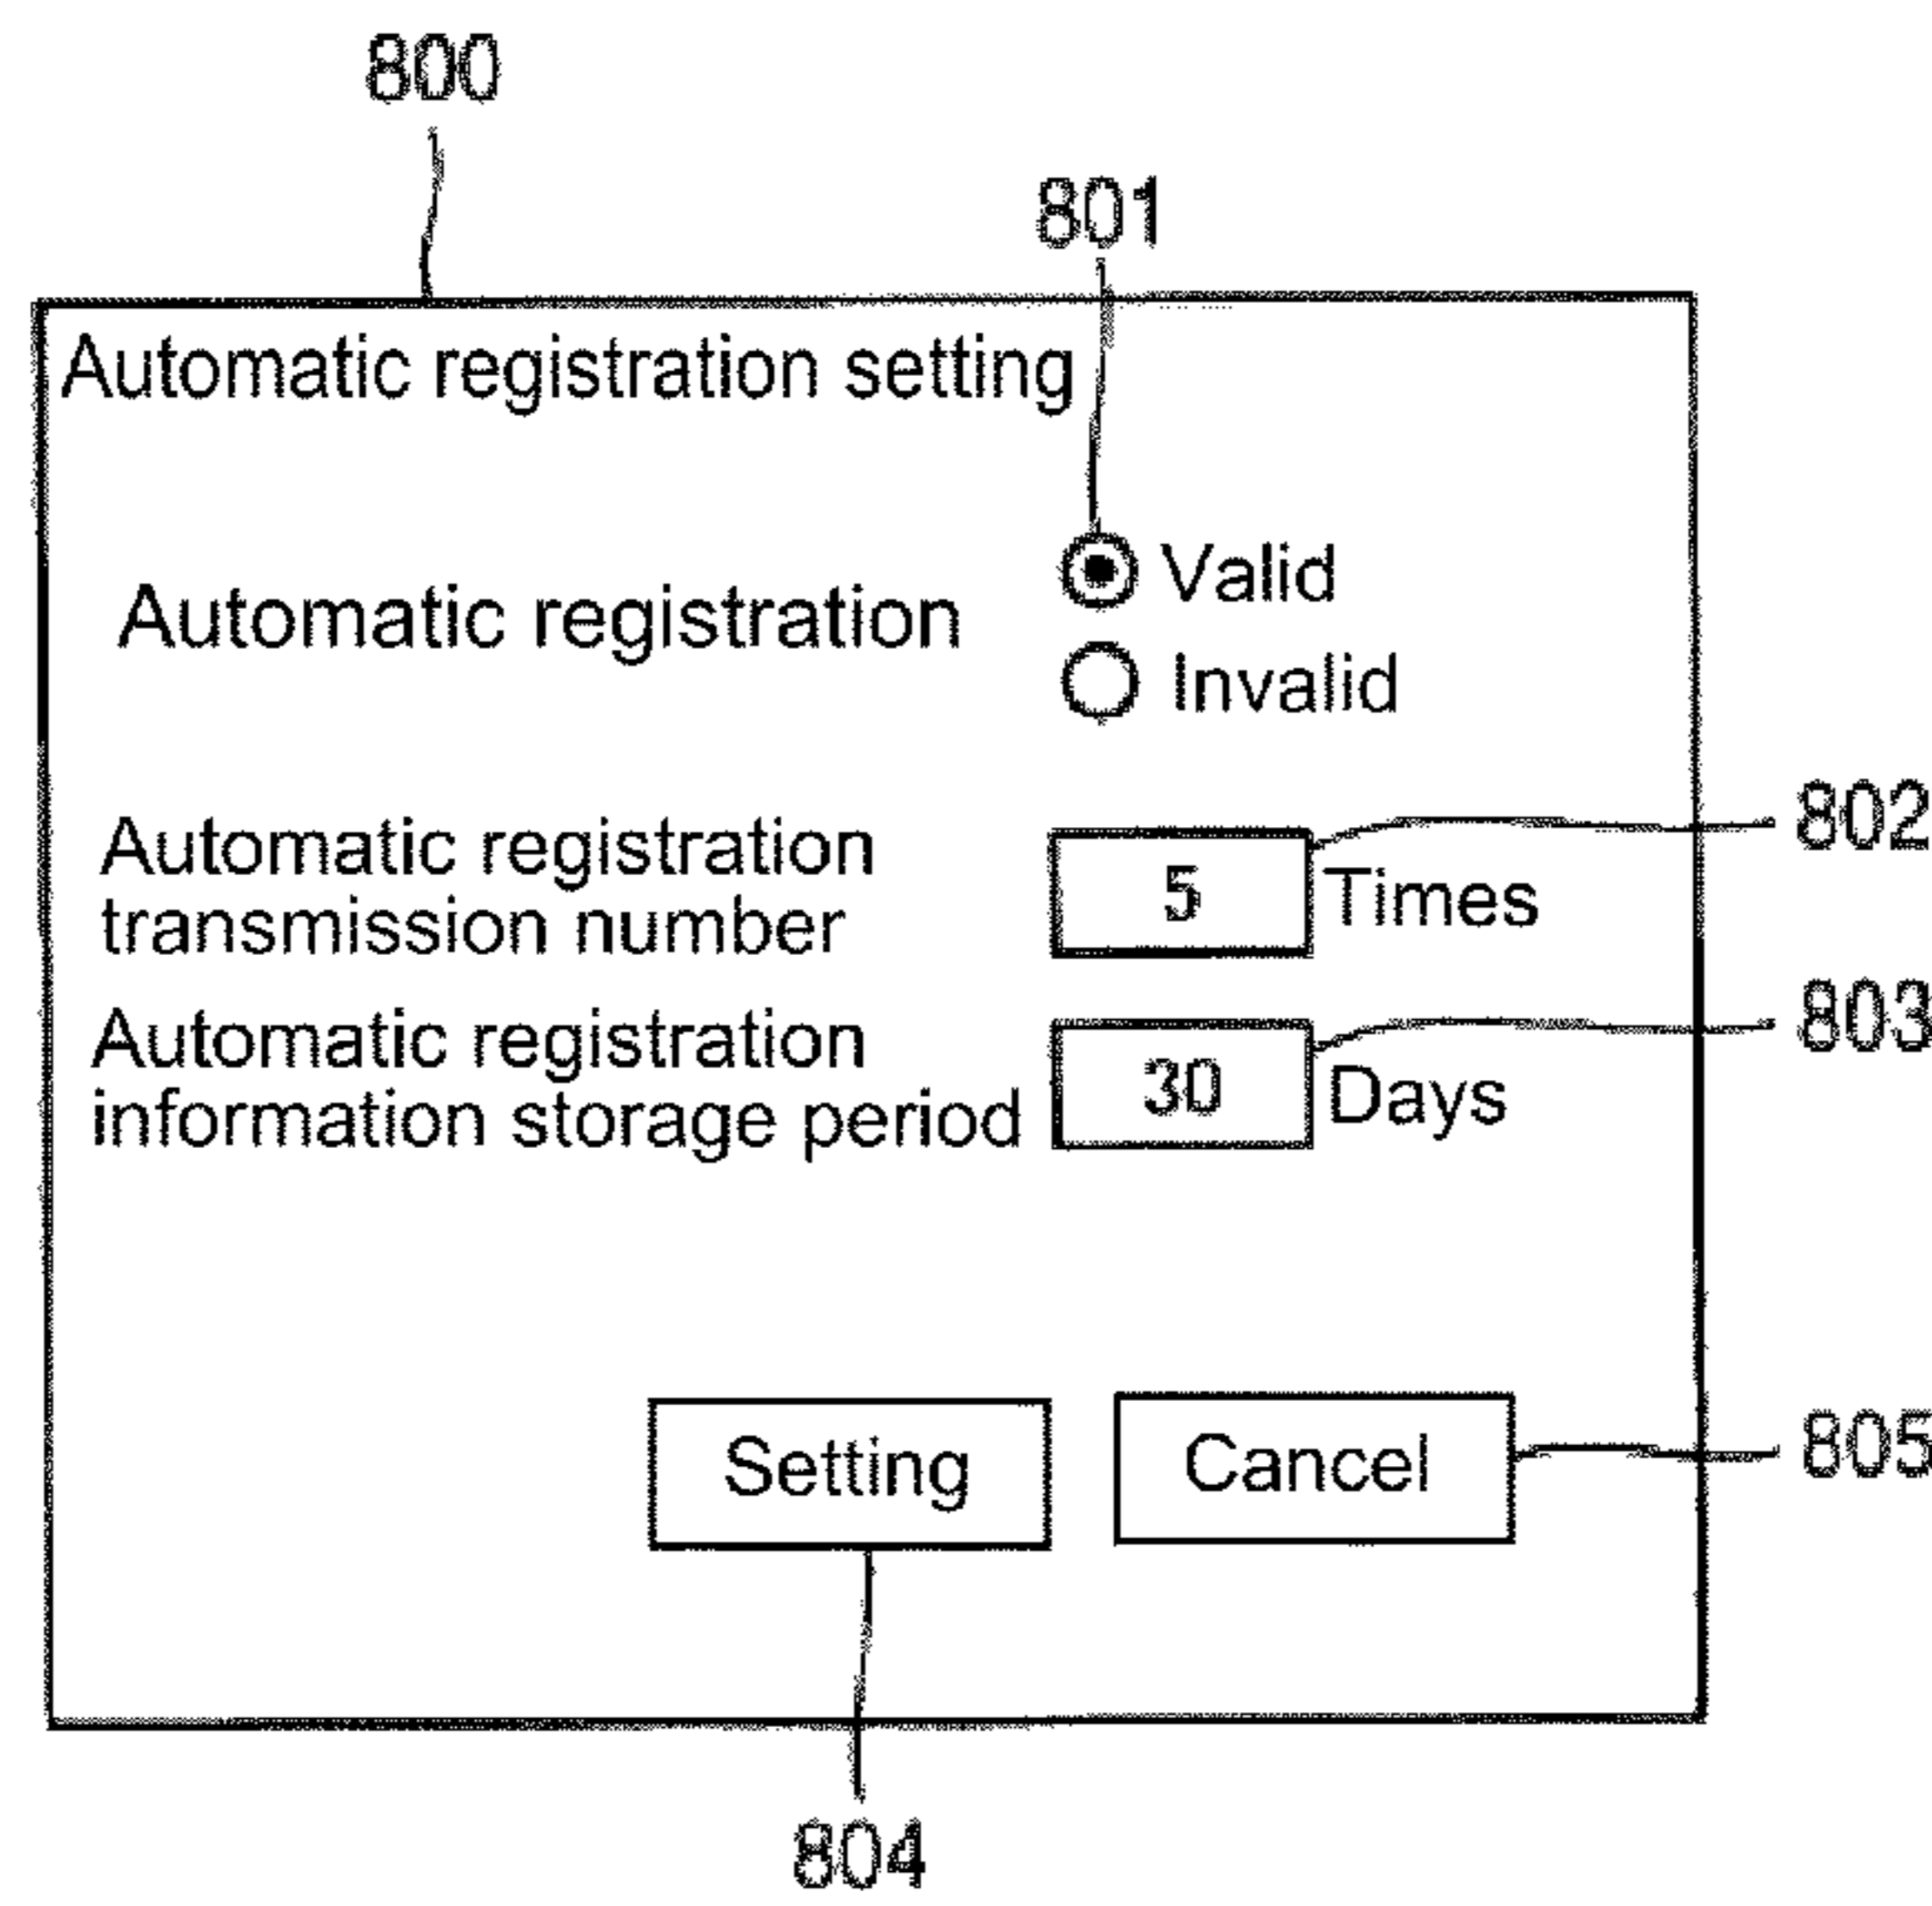 800
801
Automatic registration setting
Valid
Automatic registration
Invalid
802
Automatic registration
transmission number
5 Times
803
Automatic registration
information storage period
30 Days
Setting
Cancel
805
804